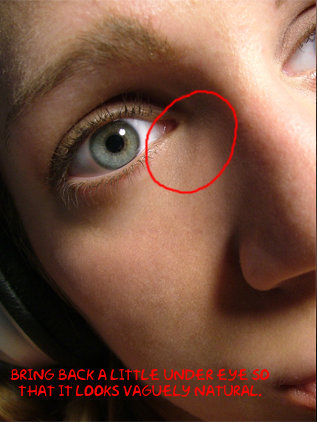 BRING BACK A LITTLE UNDER EYE SO
THAT IT LOOKS VAGUELY NATURAL.